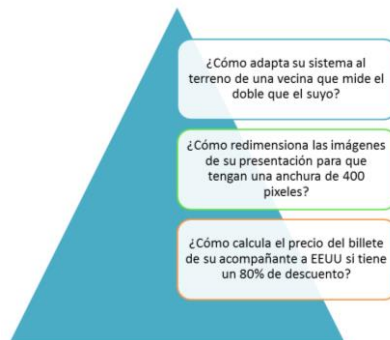 ¿Cómo adapta su sistema al
terreno de una vecina que mide el
doble que el suyo?
¿Cómo redimensiona las imágenes
de su presentación para que
tengan una anchura de 400
pixeles?
¿Cómo calcula el precio del billete
de su acompañante a EEUU si tiene
un 80% de descuento?